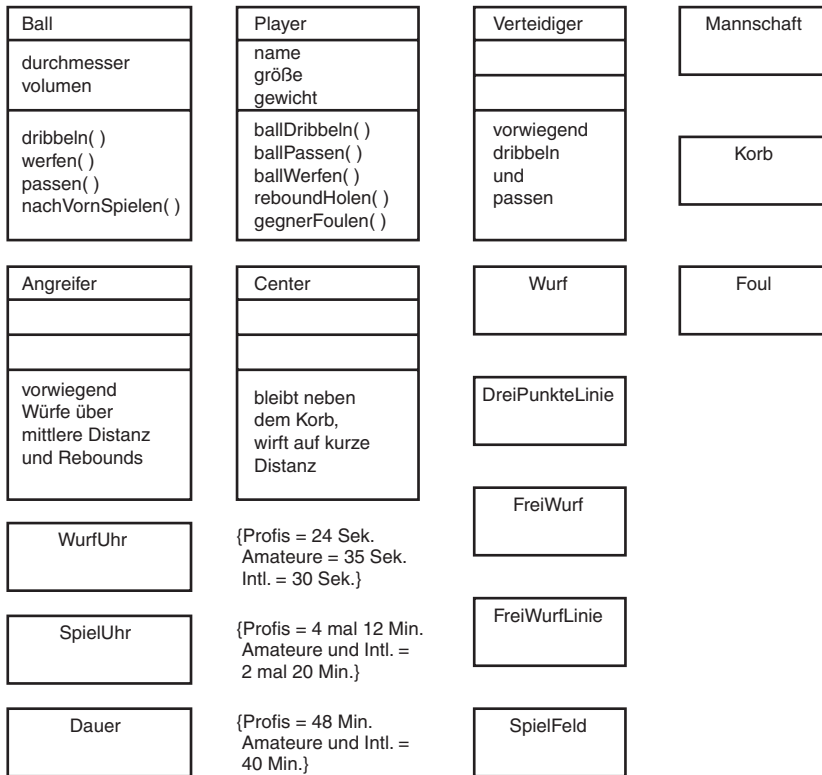 Ball
durchmesser
volumen
dribbeln( )
werfen( )
passen( )
nachVornSpielen( )
Player
name
größe
gewicht
ballDribbeln( )
ballPassen( )
ballWerfen( )
reboundHolen( )
gegnerFoulen( )
Verteidiger
vorwiegend
dribbeln
und
passen
Mannschaft
Korb
Angreifer
vorwiegend
Würfe über
mittlere Distanz
und Rebounds
Center
bleibt neben
dem Korb,
wirft auf kurze
Distanz
Wurf
Foul
DreiPunkteLinie
FreiWurf
WurfUhr
{Profis = 24 Sek.
Amateure = 35 Sek.
Intl. = 30 Sek.}
SpielUhr
{Profis = 4 mal 12 Min.
Amateure und Intl. =
2 mal 20 Min.}
FreiWurfLinie
Dauer
{Profis = 48 Min.
Amateure und Intl. =
40 Min.}
SpielFeld